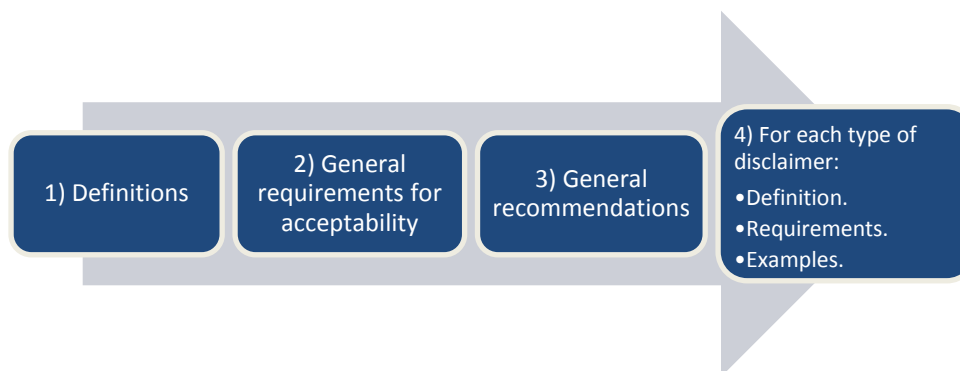 1) Definitions
2) General
requirements for
acceptability
3) General
recommendations
4) For each type of
disclaimer:
•Definition.
•Requirements.
•Examples.